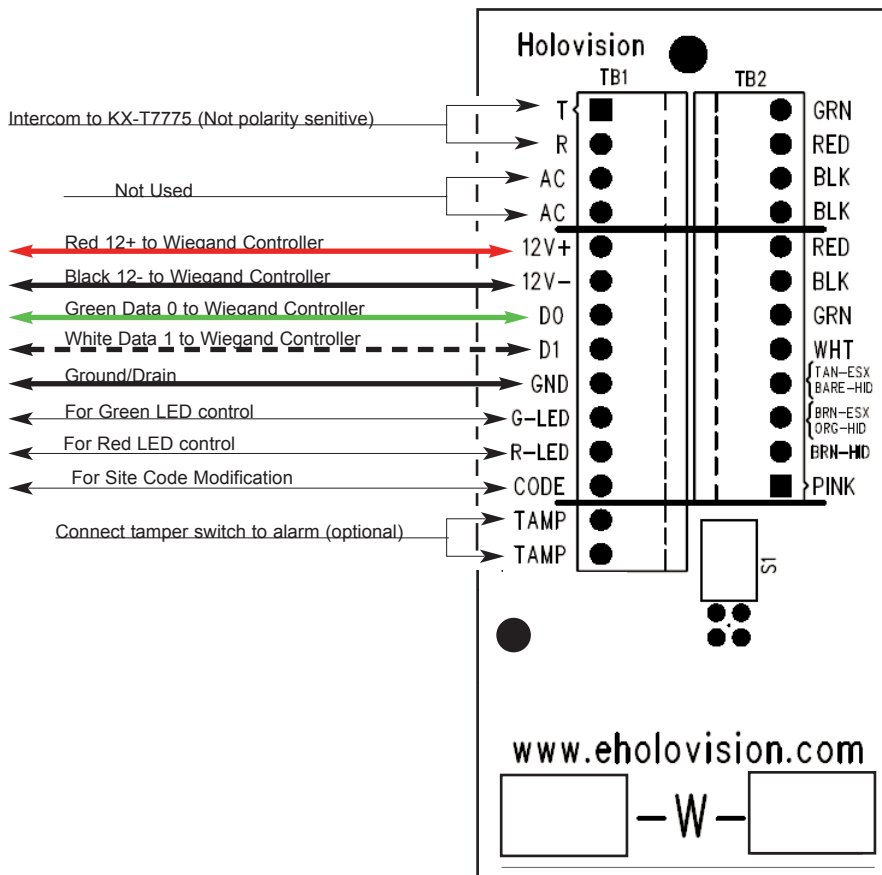 Holovision
TB1 TB2
Intercom to KX-T7775 (Not polarity senitive)
T GRN
R RED
Not Used
AC BLK
AC BLK
Red 12+ to Wiegand Controller 12V+ RED
Black 12- to Wiegand Controller 12V- BLK
Green Data 0 to Wiegand Controller D0 GRN
White Data 1 to Wiegand Controller D1 WHT
Ground/Drain GND TAN-ESX
BARE-HID
For Green LED control G-LED BRN-ESX
ORG-HID
For Red LED control R-LED BRN-HID
For Site Code Modification CODE PINK
Connect tamper switch to alarm (optional)
TAMP
TAMP
S1
www.eholovision.com
-W-